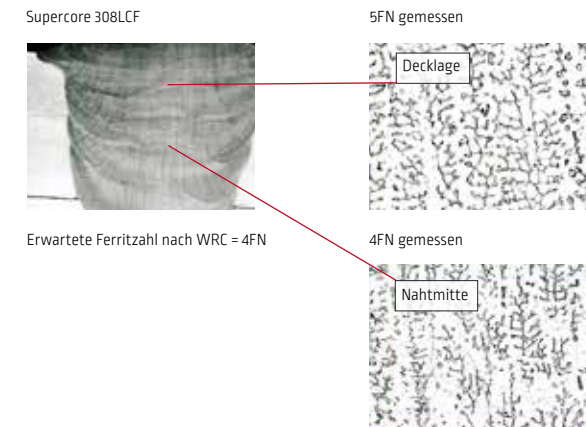 Supercore 308LCF
5FN gemessen
Decklage
Erwartete Ferritzahl nach WRC = 4FN
4FN gemessen
Nahtmitte